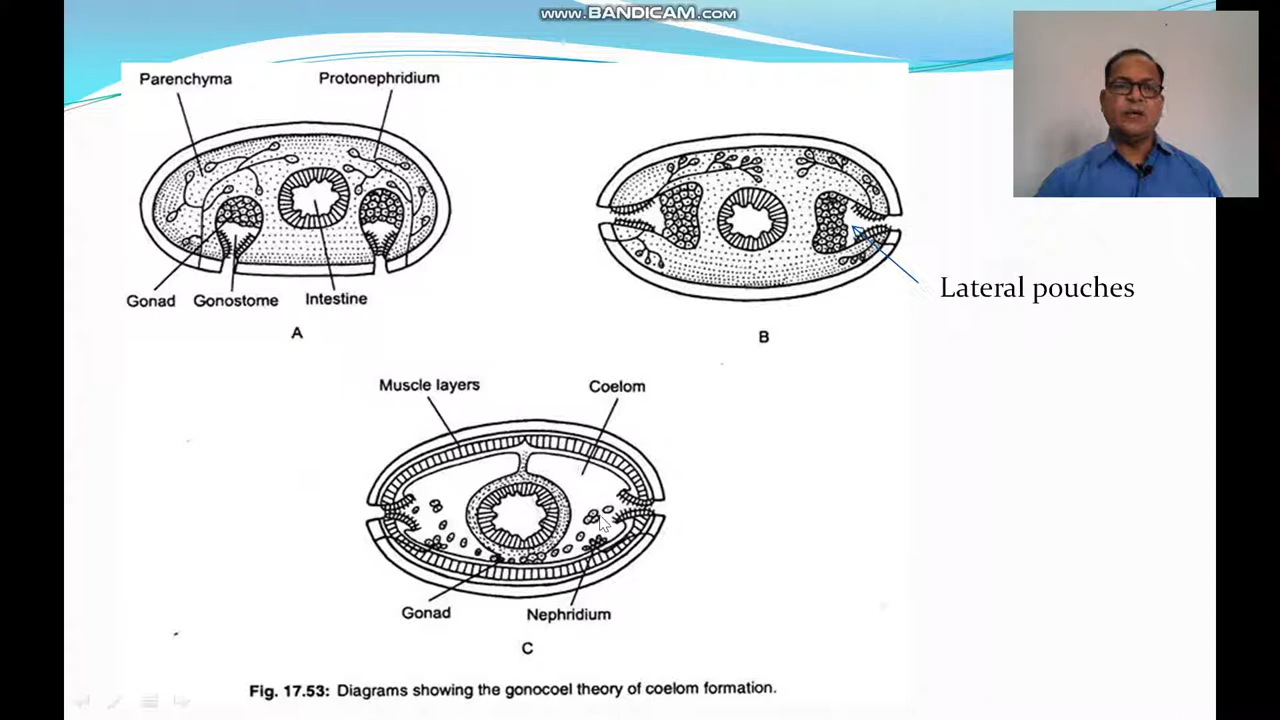 www.BANDICAM.com
Parenchyma
Protonephridium
Gonad
Gonostome
Intestine
A
B
Lateral pouches
Muscle layers
Coelom
Gonad
Nephridium
C
Fig. 17.53: Diagrams showing the gonocoel theory of coelom formation.